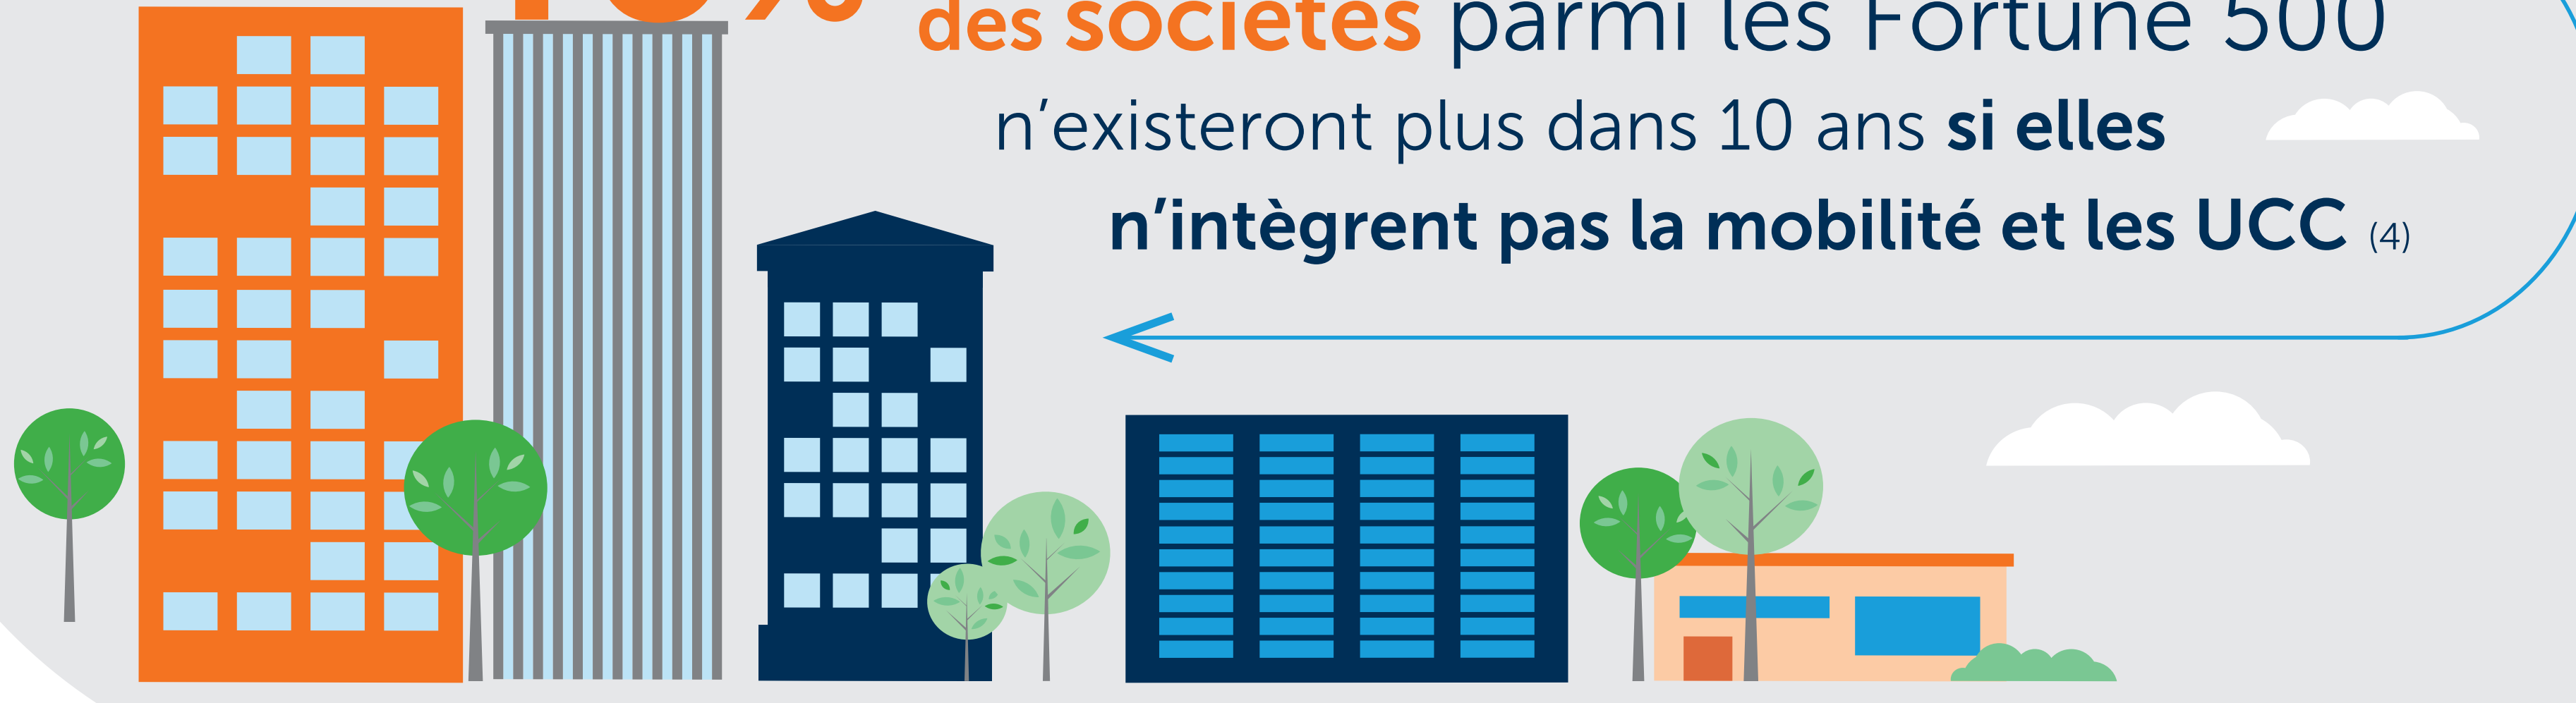 des sociétés parmi les Fortune 500
n’existeront plus dans 10 ans si elles
n’intègrent pas la mobilité et les UCC (4)